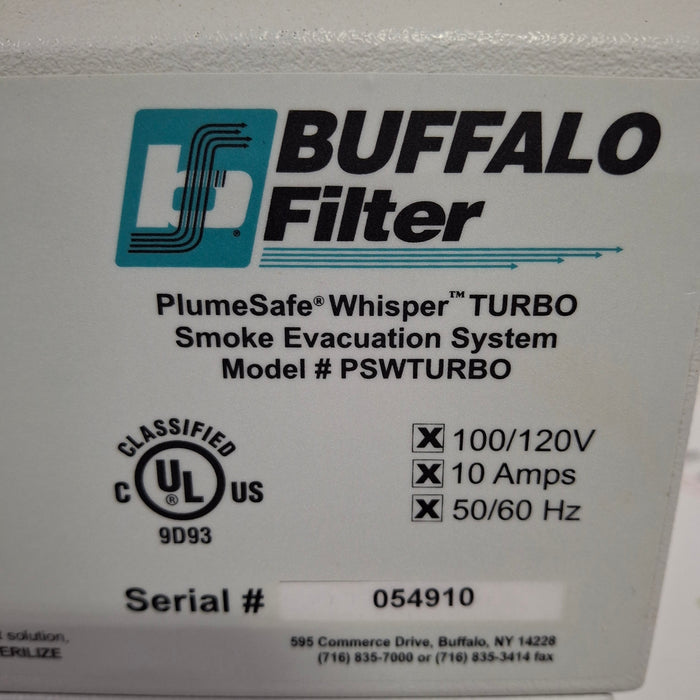 BUFFALO
Filter
PlumeSafe® Whisper™ TURBO
Smoke Evacuation System
Model # PSWTURBO
CLASSIFIED
C UL® US
9D93
X 100/120V
X 10 Amps
X 50/60 Hz
Serial # 054910
solution,
ERILIZE
595 Commerce Drive, Buffalo, NY 14228
(716) 835-7000 or (716) 835-3414 fax